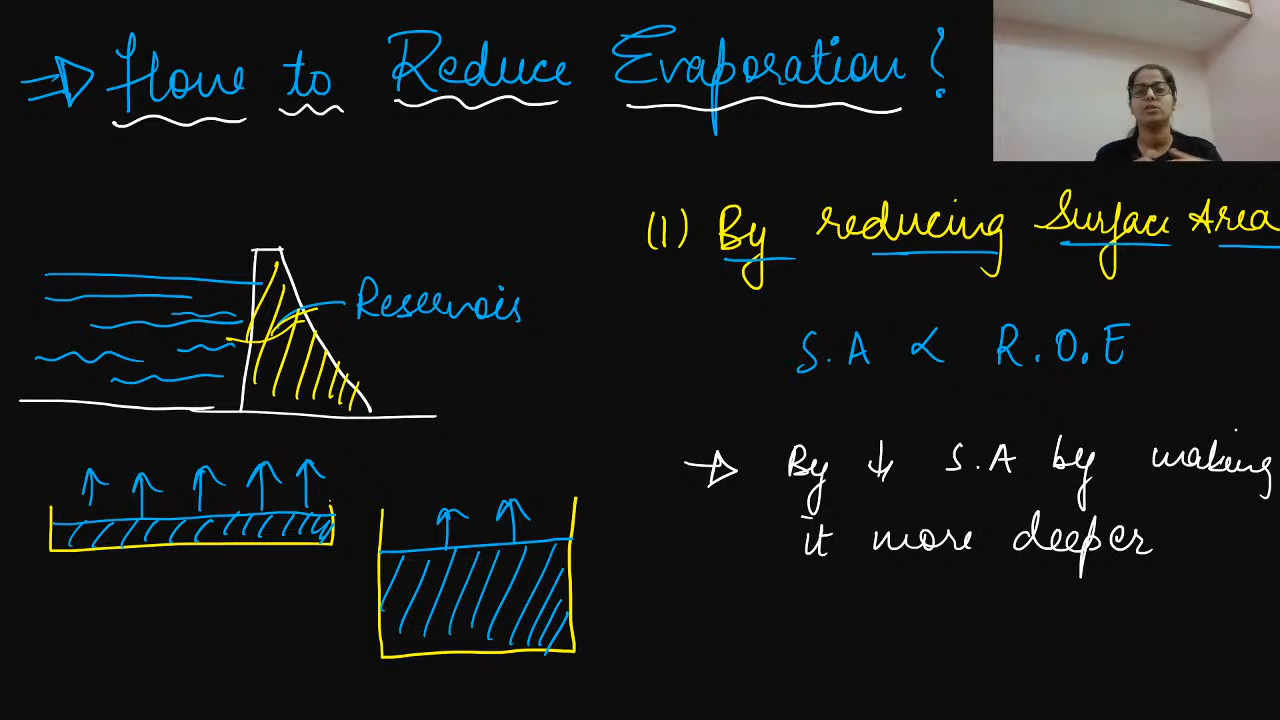 How to Reduce Evaporation?
(1) By reducing Surface Area
Reservoir
S.A ∝ R.O.E
→ By ↓ S.A by making
it more deeper